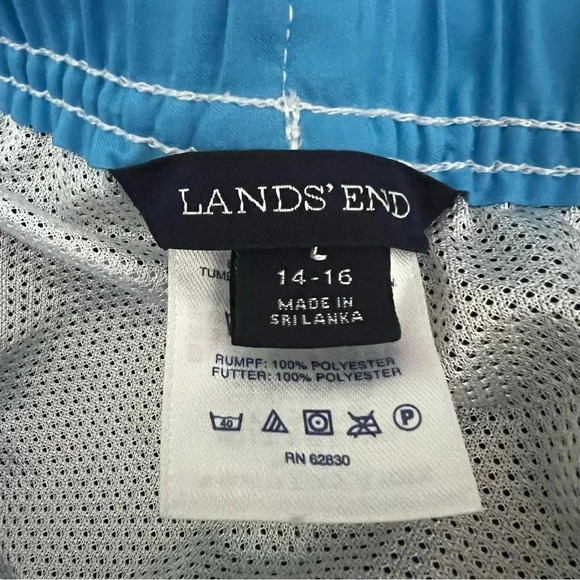 LANDS' END
L
14-16
MADE IN
SRI LANKA
RUMPF: 100% POLYESTER
FUTTER: 100% POLYESTER
40
P
RN 62830